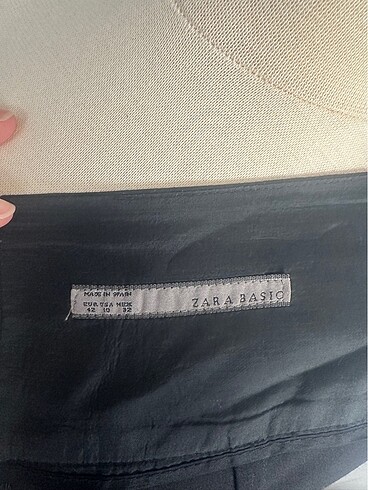 MADE IN SPAIN
EUR USA MEX
42 10 32
ZARA BASIC